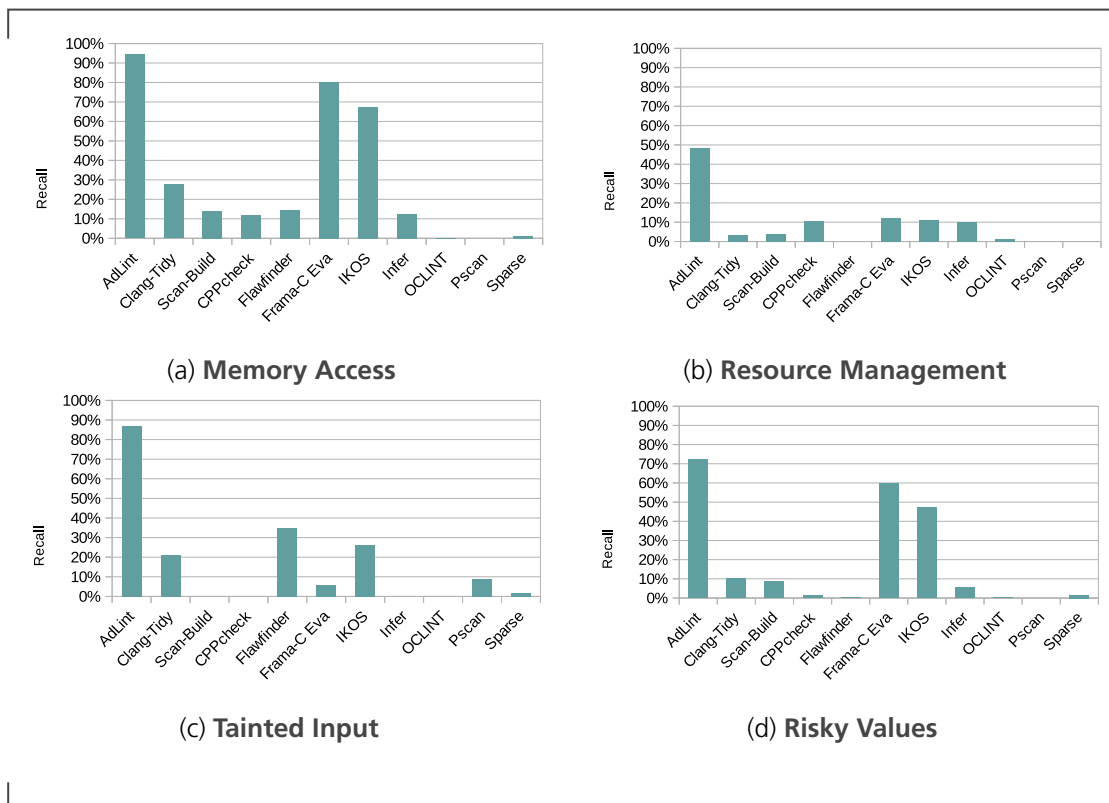 100%
90%
80%
70%
60%
50%
40%
30%
20%
10%
0%
Recall
AdLint
Clang-Tidy
Scan-Build
CPPcheck
Flawfinder
Frama-C Eva
IKOS
Infer
OCLINT
Pscan
Sparse
(a) Memory Access
100%
90%
80%
70%
60%
50%
40%
30%
20%
10%
0%
Recall
AdLint
Clang-Tidy
Scan-Build
CPPcheck
Flawfinder
Frama-C Eva
IKOS
Infer
OCLINT
Pscan
Sparse
(b) Resource Management
100%
90%
80%
70%
60%
50%
40%
30%
20%
10%
0%
Recall
AdLint
Clang-Tidy
Scan-Build
CPPcheck
Flawfinder
Frama-C Eva
IKOS
Infer
OCLINT
Pscan
Sparse
(c) Tainted Input
100%
90%
80%
70%
60%
50%
40%
30%
20%
10%
0%
Recall
AdLint
Clang-Tidy
Scan-Build
CPPcheck
Flawfinder
Frama-C Eva
IKOS
Infer
OCLINT
Pscan
Sparse
(d) Risky Values